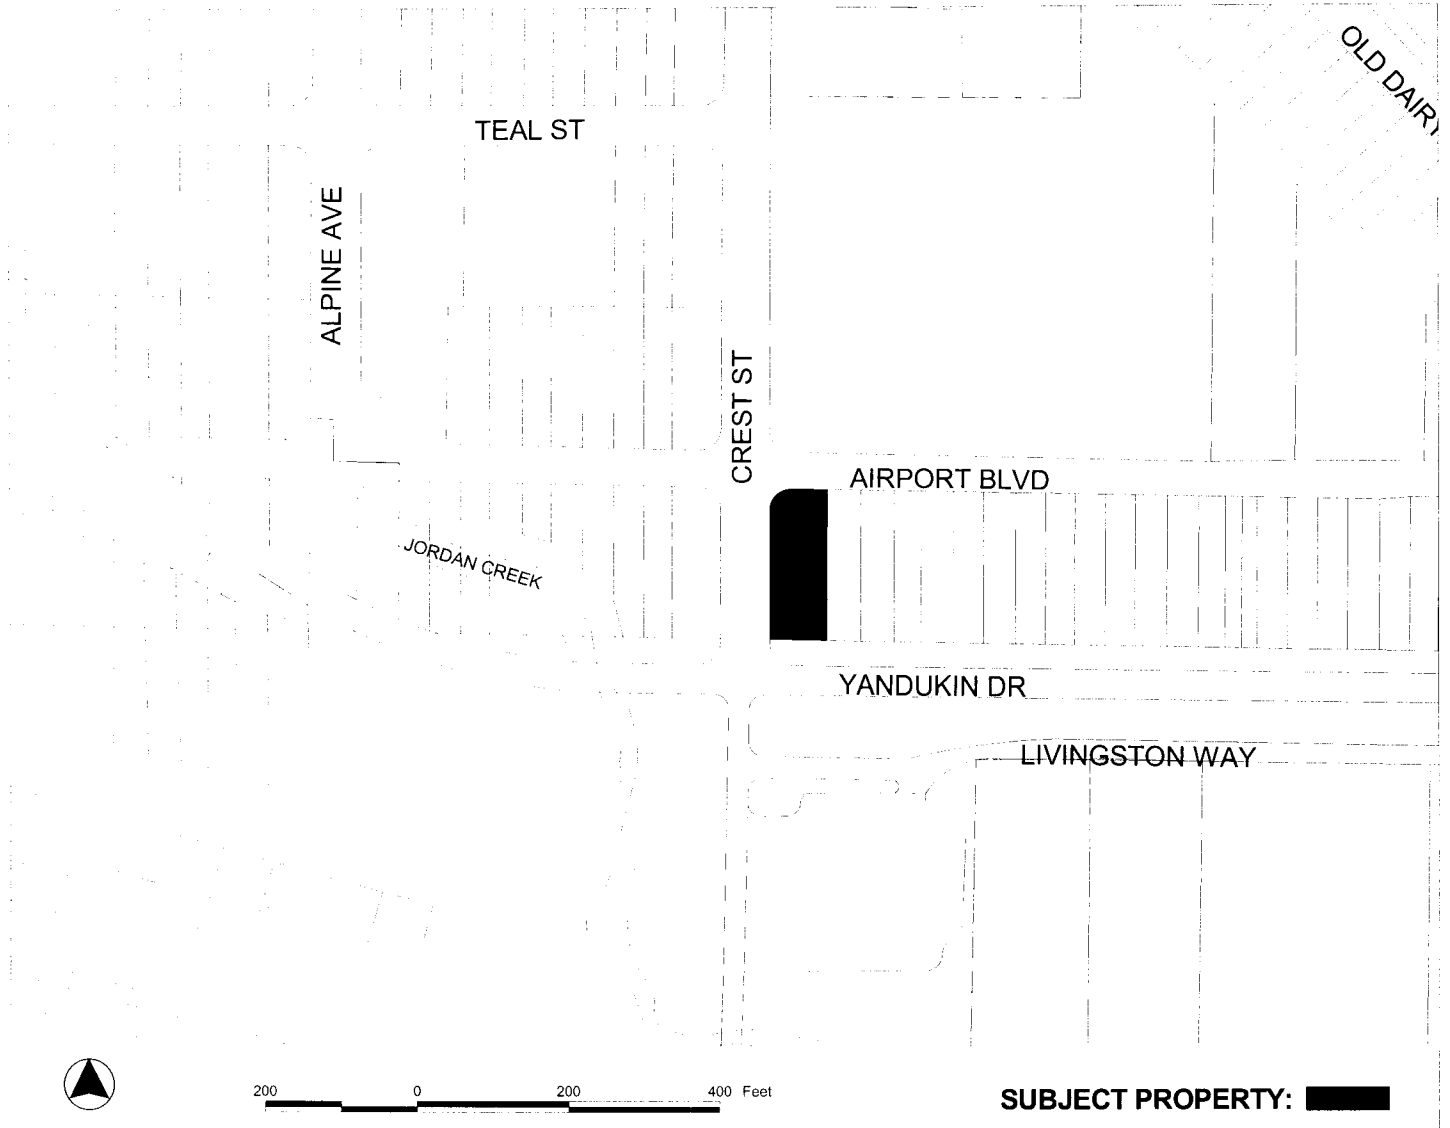 OLD DAIRY
TEAL ST
ALPINE AVE
CREST ST
AIRPORT BLVD
JORDAN CREEK
YANDUKIN DR
LIVINGSTON WAY
200 0 200 400 Feet
SUBJECT PROPERTY: